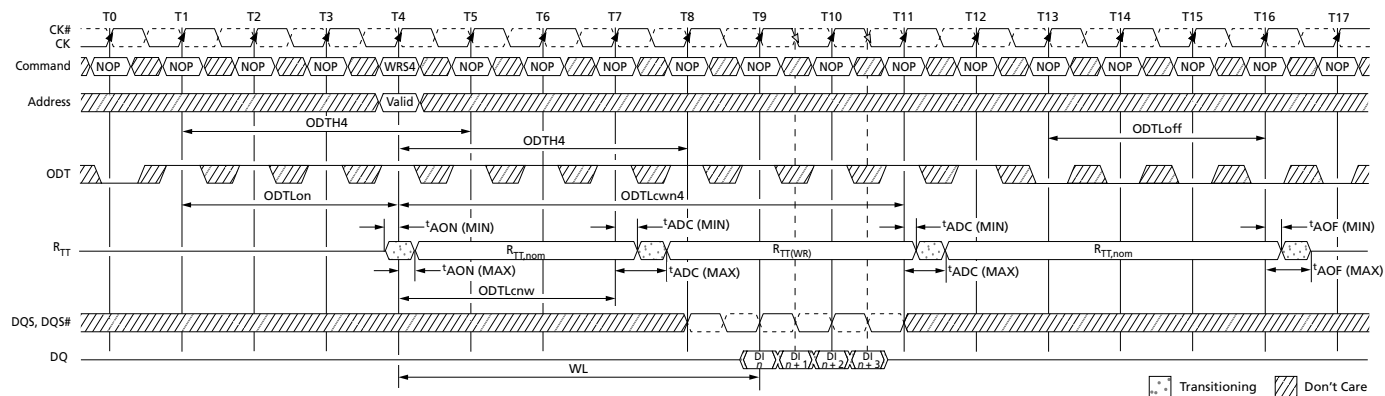 T0 T1 T2 T3 T4 T5 T6 T7 T8 T9 T10 T11 T12 T13 T14 T15 T16 T17
CK#
CK
Command NOP NOP NOP NOP WRS4 NOP NOP NOP NOP NOP NOP NOP NOP NOP NOP NOP NOP NOP
Address Valid
ODTH4 ODTLoff
ODTH4
ODT
ODTLon ODTLcwn4
tAON (MIN) tADC (MIN) tADC (MIN) tAOF (MIN)
RTT RTT,nom RTT(WR) RTT,nom
tAON (MAX) tADC (MAX) tADC (MAX) tAOF (MAX)
ODTLcnw
DQS, DQS#
DQ DI n DI n + 1 DI n + 2 DI n + 3
WL
Transitioning Don't Care